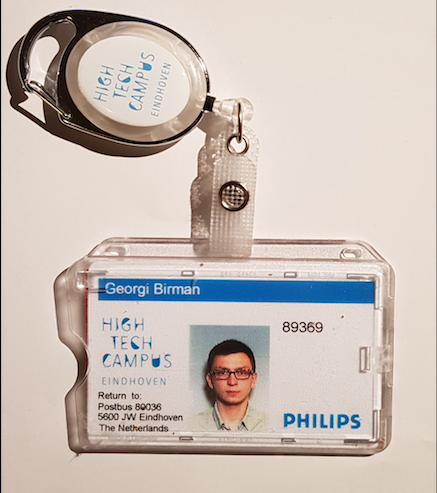 HIGH
TECH
CAMPUS
EINDHOVEN
Georgi Birman
HIGH
TECH
CAMPUS
EINDHOVEN
89369
Return to:
Postbus 80036
5600 JW Eindhoven
The Netherlands
PHILIPS